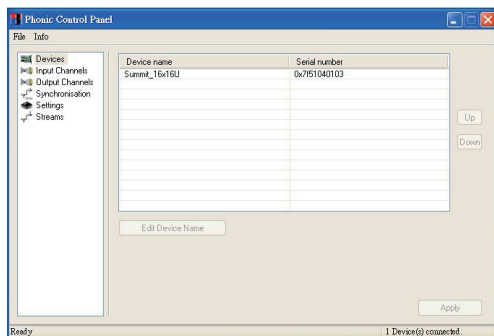 Phonic Control Panel
File Info
Devices
Input Channels
Output Channels
Synchronisation
Settings
Streams
Device name Serial number
Summit_16x16U 0x7f51040103
Up
Down
Edit Device Name
Apply
Ready 1 Device(s) connected.